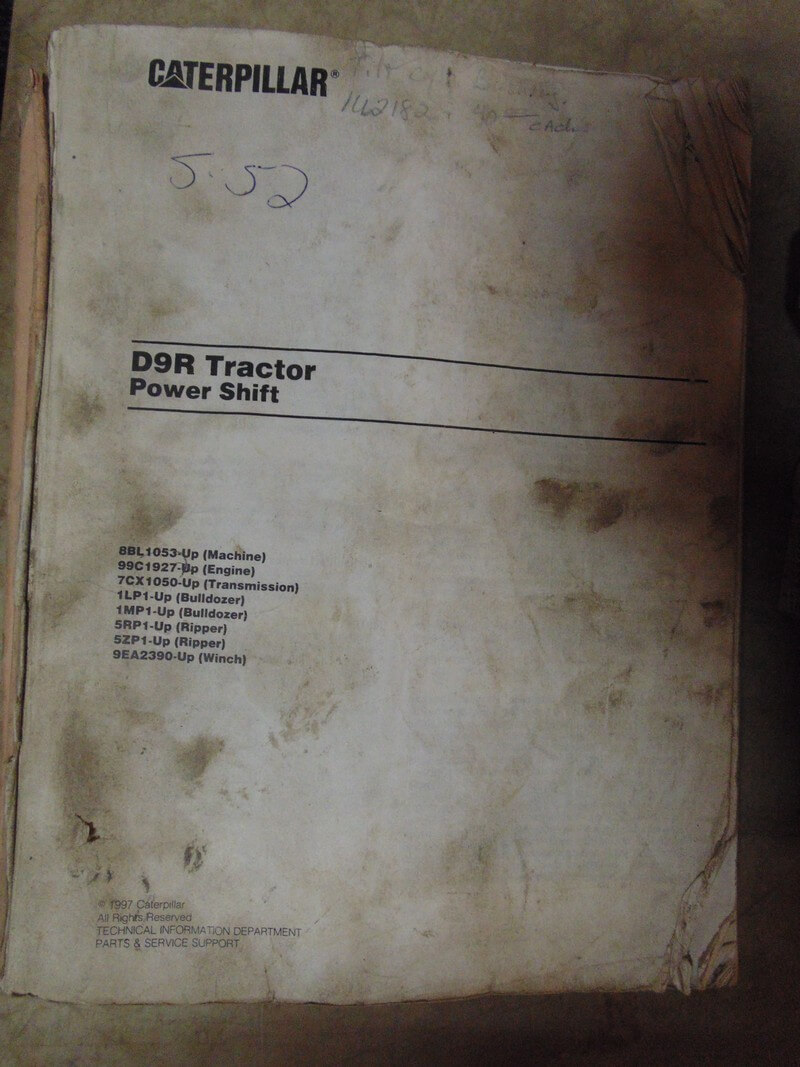 CATERPILLAR®
5.52
D9R Tractor
Power Shift
8BL1053-Up (Machine)
99C1927-Up (Engine)
7CX1050-Up (Transmission)
1LP1-Up (Bulldozer)
1MP1-Up (Bulldozer)
5RP1-Up (Ripper)
5ZP1-Up (Ripper)
9EA2390-Up (Winch)
© 1997 Caterpillar
All Rights Reserved
TECHNICAL INFORMATION DEPARTMENT
PARTS & SERVICE SUPPORT